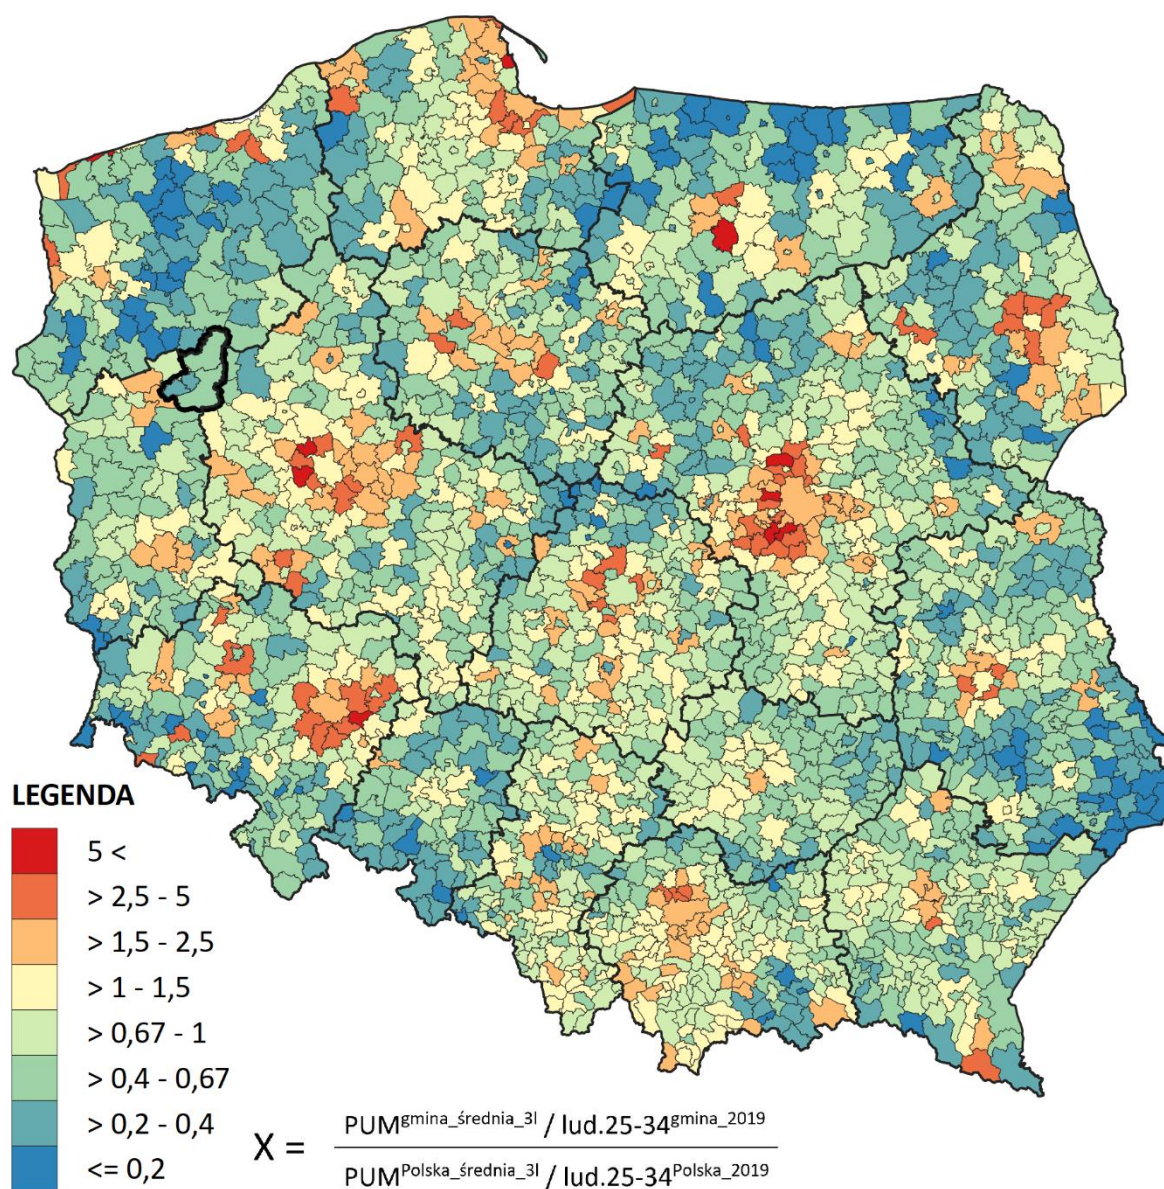 LEGENDA
5 <
> 2,5 - 5
> 1,5 - 2,5
> 1 - 1,5
> 0,67 - 1
> 0,4 - 0,67
> 0,2 - 0,4
<= 0,2
X =
PUM^gmina_średnia_3l / lud.25-34^gmina_2019
PUM^Polska_średnia_3l / lud.25-34^Polska_2019